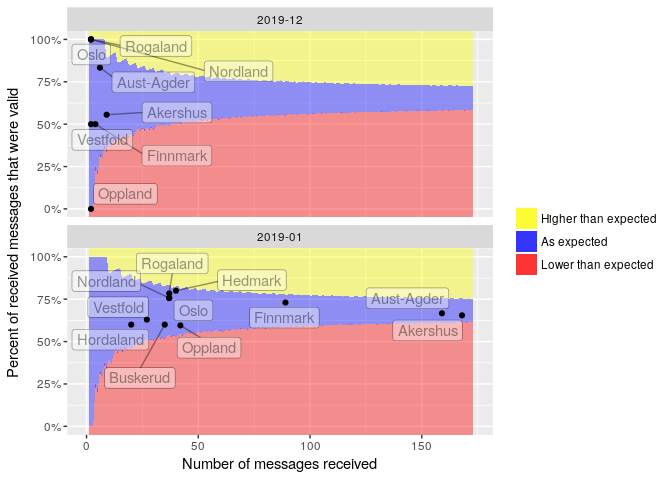 2019-12
100%
75%
50%
25%
0%
Rogaland
Oslo
Nordland
Aust-Agder
Akershus
Vestfold
Finnmark
Oppland
2019-01
100%
75%
50%
25%
0%
Rogaland
Nordland
Hedmark
Aust-Agder
Vestfold
Oslo
Finnmark
Akershus
Hordaland
Oppland
Buskerud
0 50 100 150
Number of messages received
Percent of received messages that were valid
Higher than expected
As expected
Lower than expected